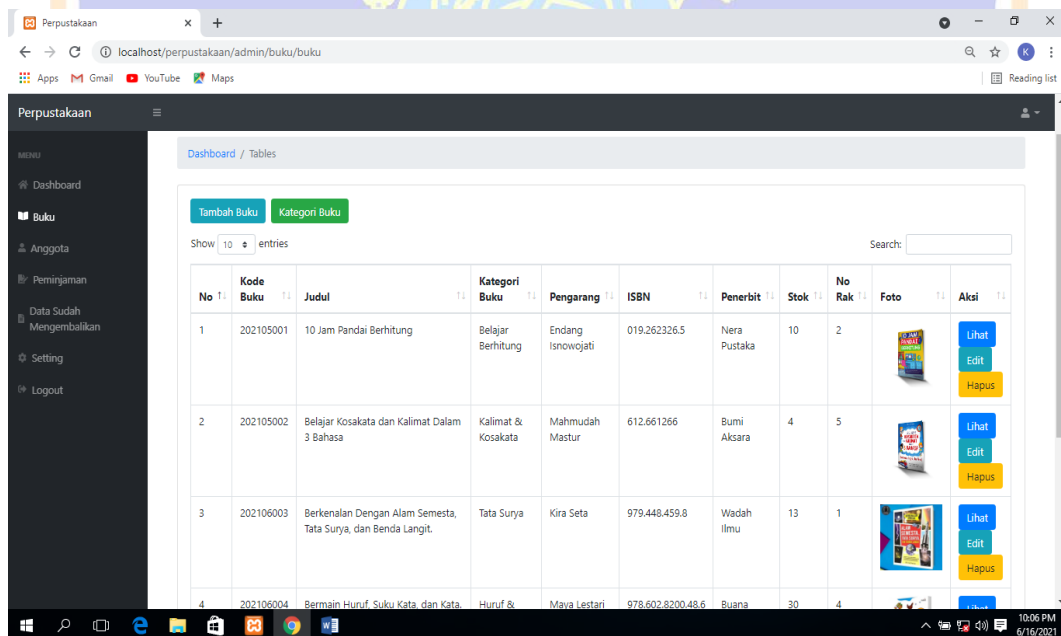 Perpustakaan
localhost/perpustakaan/admin/buku/buku
K
Apps Gmail YouTube Maps
Reading list
Perpustakaan
Dashboard / Tables
MENU
Dashboard
Buku
Anggota
Peminjaman
Data Sudah
Mengembalikan
Setting
Logout
Tambah Buku Kategori Buku
Show 10 entries
Search:
No Kode Buku Judul Kategori Buku Pengarang ISBN Penerbit Stok No Rak Foto Aksi
1 202105001 10 Jam Pandai Berhitung Belajar Berhitung Endang Isnowojati 019.262326.5 Nera Pustaka 10 2
Lihat
Edit
Hapus
2 202105002 Belajar Kosakata dan Kalimat Dalam 3 Bahasa Kalimat & Kosakata Mahmudah Mastur 612.661266 Bumi Aksara 4 5
Lihat
Edit
Hapus
3 202106003 Berkenalan Dengan Alam Semesta, Tata Surya, dan Benda Langit. Tata Surya Kira Seta 979.448.459.8 Wadah Ilmu 13 1
Lihat
Edit
Hapus
4 202106004 Bermain Huruf, Suku Kata, dan Kata. Huruf & Maya Lestari 978.602.8200.48.6 Buana 30 4
Lihat
10:06 PM
6/16/2021